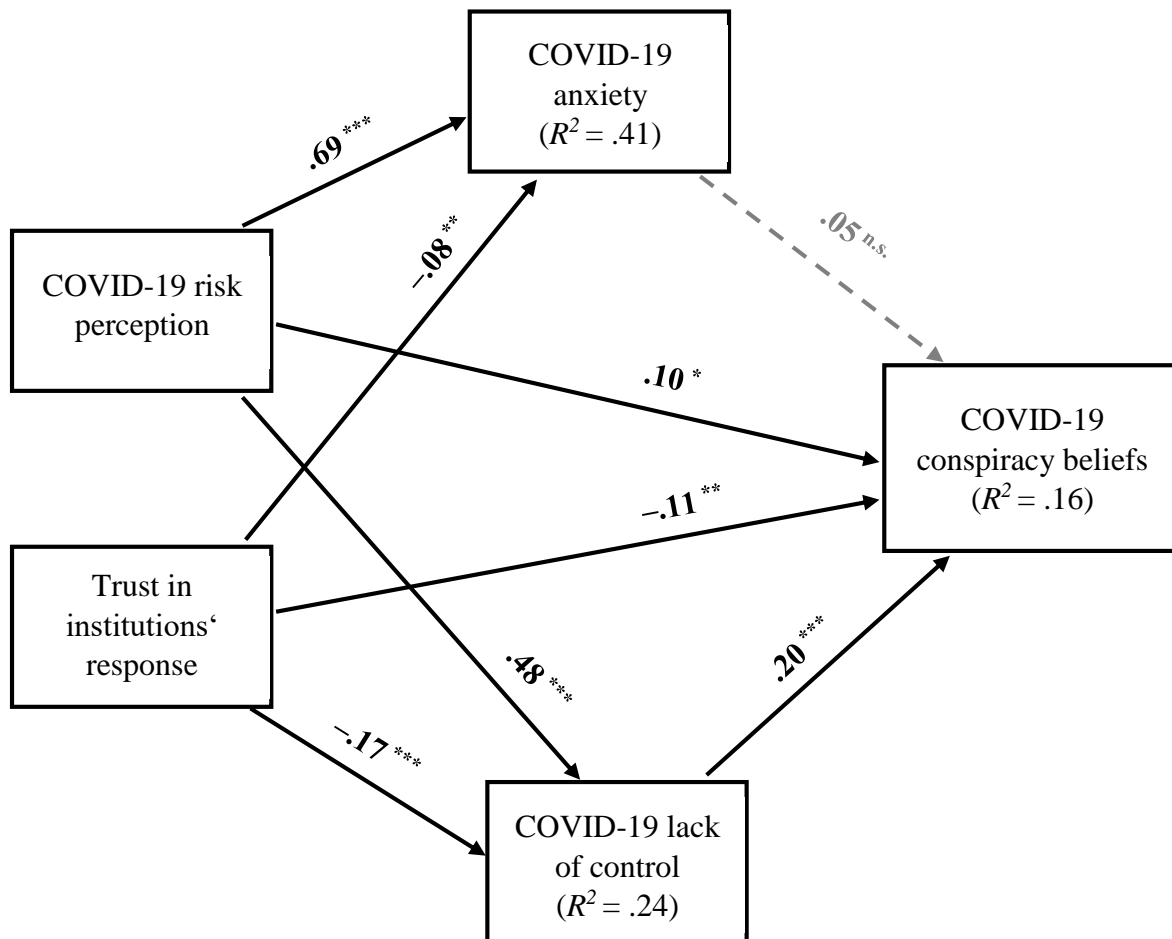 COVID-19
anxiety
(R² = .41)
.69 ***
–.08 **
.05 n.s.
COVID-19 risk
perception
.10 *
COVID-19
conspiracy beliefs
(R² = .16)
–.11 **
Trust in
institutions‘
response
.48 ***
.20 ***
–.17 ***
COVID-19 lack
of control
(R² = .24)